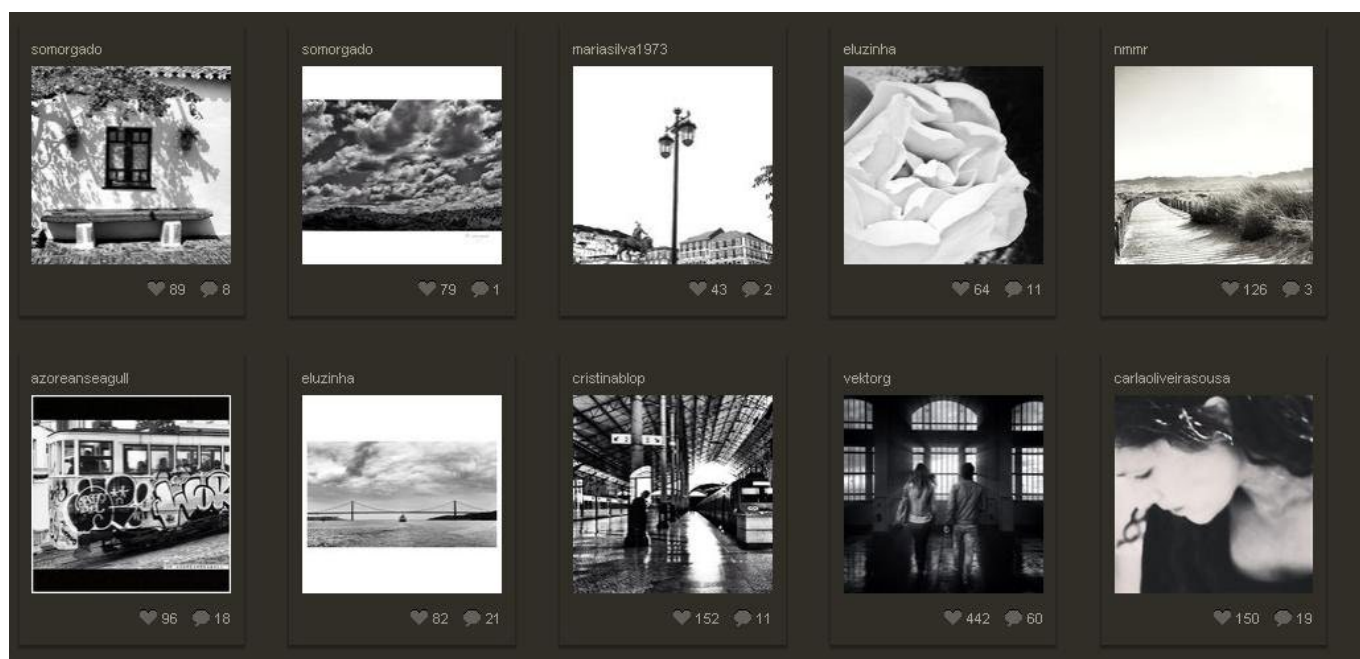 somorgado
somorgado
mariasilva1973
eluzinha
nmmr
89 8
79 1
43 2
64 11
126 3
azoreanseagull
eluzinha
cristinablop
vektorg
carlaoliveirasousa
96 18
82 21
152 11
442 60
150 19